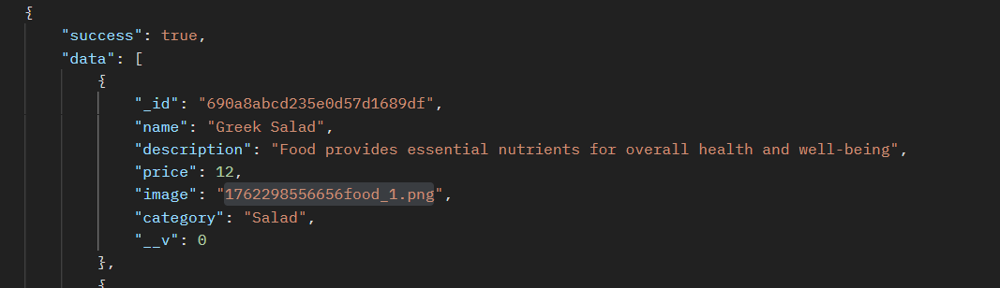 {
"success": true,
"data": [
{
"_id": "690a8abcd235e0d57d1689df",
"name": "Greek Salad",
"description": "Food provides essential nutrients for overall health and well-being",
"price": 12,
"image": "1762298556656food_1.png",
"category": "Salad",
"__v": 0
},
{